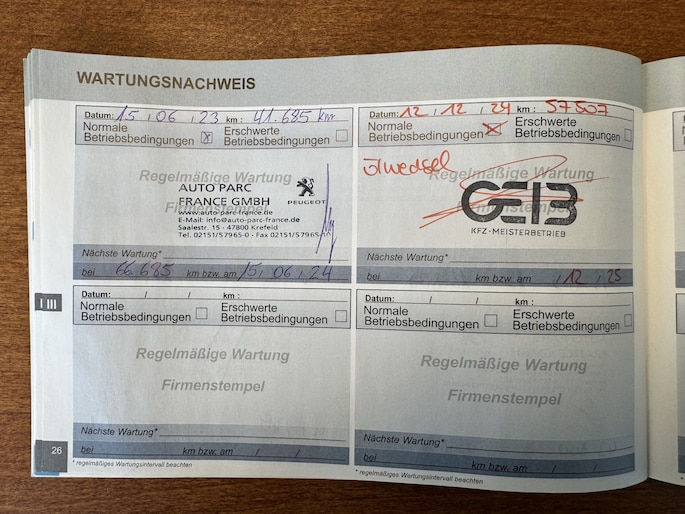 WARTUNGSNACHWEIS
Datum: 15 / 06 / 23 km : 41.685 km
Normale Betriebsbedingungen ☒ Erschwerte Betriebsbedingungen ☐
Regelmäßige Wartung
Firmenstempel
AUTO PARC
FRANCE GMBH
PEUGEOT
www.auto-parc-france.de
E-Mail: info@auto-parc-france.de
Saalestr. 15 · 47800 Krefeld
Tel. 02151/57965-0 · Fax 02151/57965-10
Nächste Wartung*
bei 66.685 km bzw. am 15 / 06 / 24
Datum: 12 / 12 / 24 km : 57507
Normale Betriebsbedingungen ☒ Erschwerte Betriebsbedingungen ☐
Ölwechsel
Regelmäßige Wartung
Firmenstempel
GEIB
KFZ-MEISTERBETRIEB
Nächste Wartung*
bei km bzw. am / 12 / 25
I III
Datum: / / km :
Normale Betriebsbedingungen ☐ Erschwerte Betriebsbedingungen ☐
Regelmäßige Wartung
Firmenstempel
Nächste Wartung*
bei km bzw. am / /
Datum: / / km :
Normale Betriebsbedingungen ☐ Erschwerte Betriebsbedingungen ☐
Regelmäßige Wartung
Firmenstempel
Nächste Wartung*
bei km bzw. am / /
26
* regelmäßiges Wartungsintervall beachten
* regelmäßiges Wartungsintervall beachten